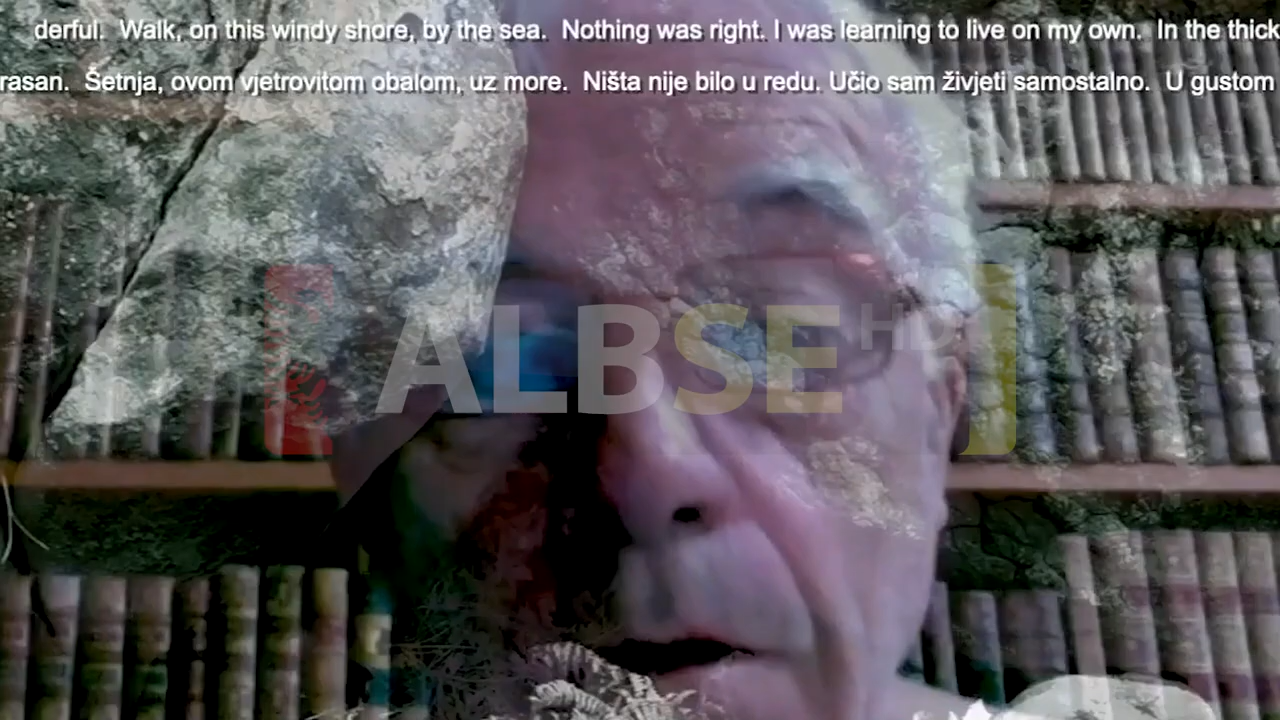 derful. Walk, on this windy shore, by the sea. Nothing was right. I was learning to live on my own. In the thick
rasan. Šetnja, ovom vjetrovitom obalom, uz more. Ništa nije bilo u redu. Učio sam živjeti samostalno. U gustom
ALBSE HD